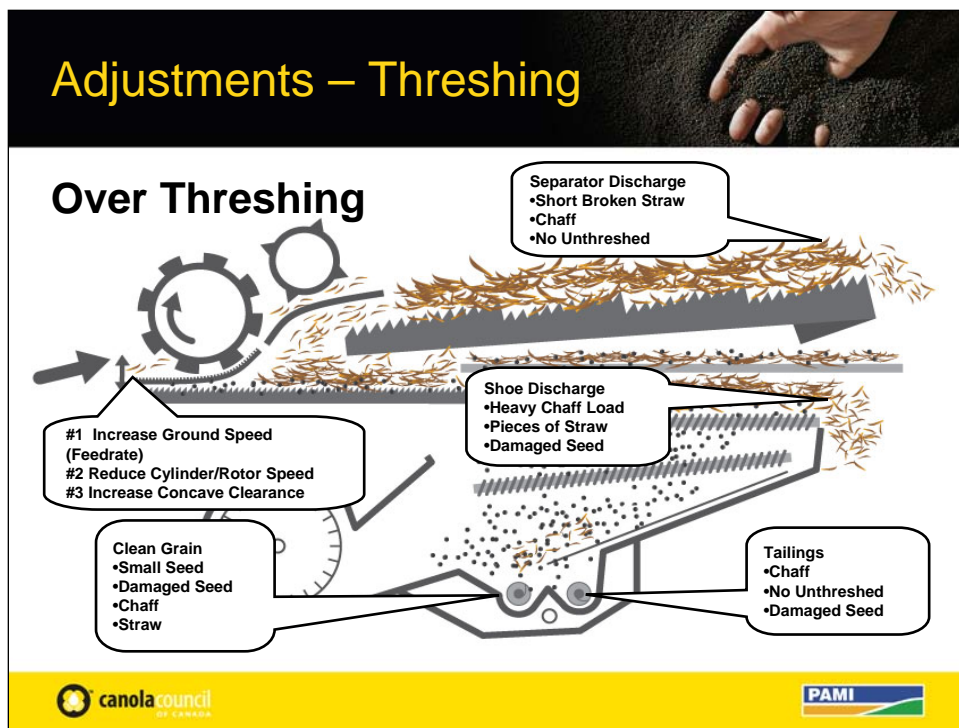 Adjustments – Threshing
Over Threshing
Separator Discharge
•Short Broken Straw
•Chaff
•No Unthreshed
Shoe Discharge
•Heavy Chaff Load
•Pieces of Straw
•Damaged Seed
#1 Increase Ground Speed
(Feedrate)
#2 Reduce Cylinder/Rotor Speed
#3 Increase Concave Clearance
Clean Grain
•Small Seed
•Damaged Seed
•Chaff
•Straw
Tailings
•Chaff
•No Unthreshed
•Damaged Seed
canolacouncil
OF CANADA
PAMI